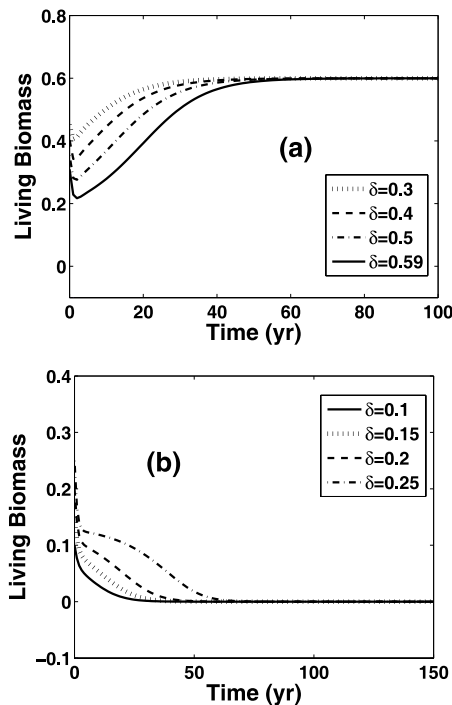 0.8
0.6
0.4
0.2
0
Living Biomass
(a)
δ=0.3
δ=0.4
δ=0.5
δ=0.59
0 20 40 60 80 100
Time (yr)
0.4
0.3
0.2
0.1
0
−0.1
Living Biomass
(b)
δ=0.1
δ=0.15
δ=0.2
δ=0.25
0 50 100 150
Time (yr)